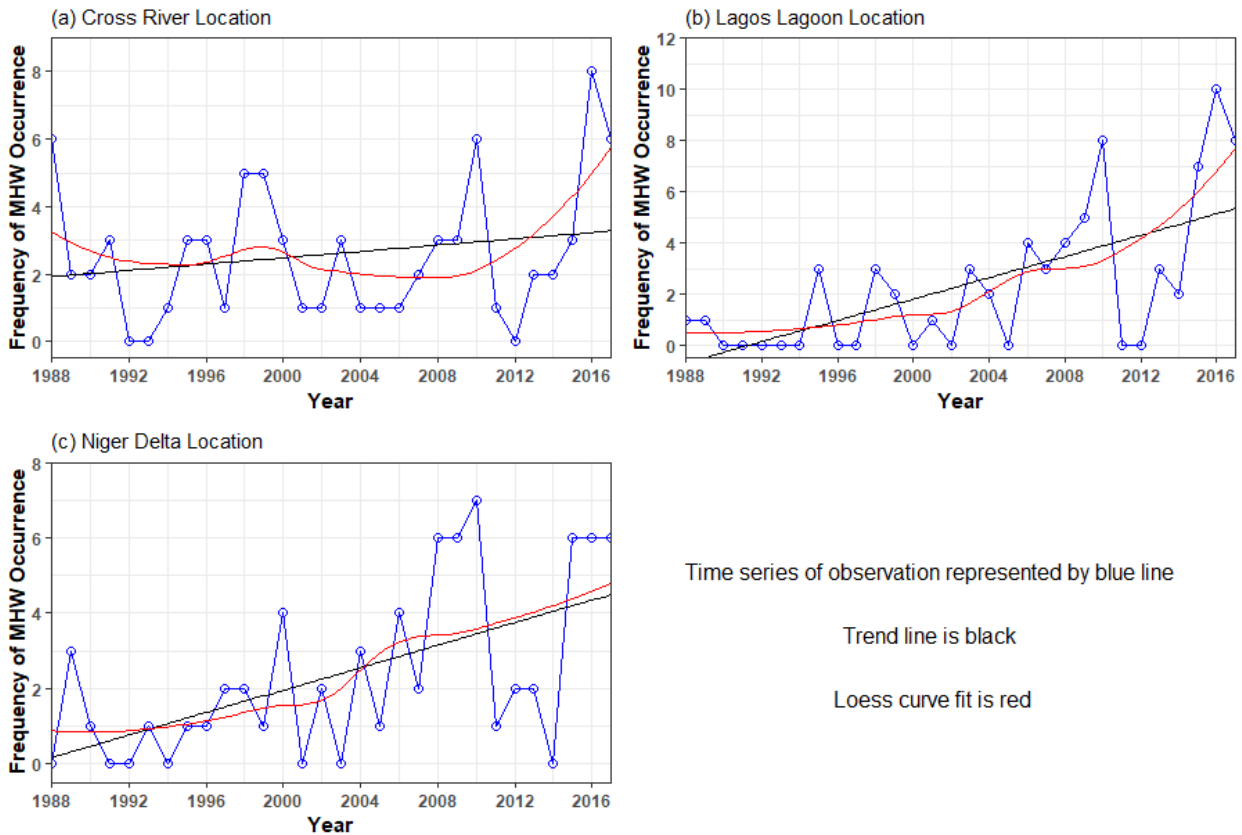 (a) Cross River Location
Frequency of MHW Occurrence
8
6
4
2
0
1988 1992 1996 2000 2004 2008 2012 2016
Year
(b) Lagos Lagoon Location
Frequency of MHW Occurrence
12
10
8
6
4
2
0
1988 1992 1996 2000 2004 2008 2012 2016
Year
(c) Niger Delta Location
Frequency of MHW Occurrence
8
6
4
2
0
1988 1992 1996 2000 2004 2008 2012 2016
Year
Time series of observation represented by blue line
Trend line is black
Loess curve fit is red